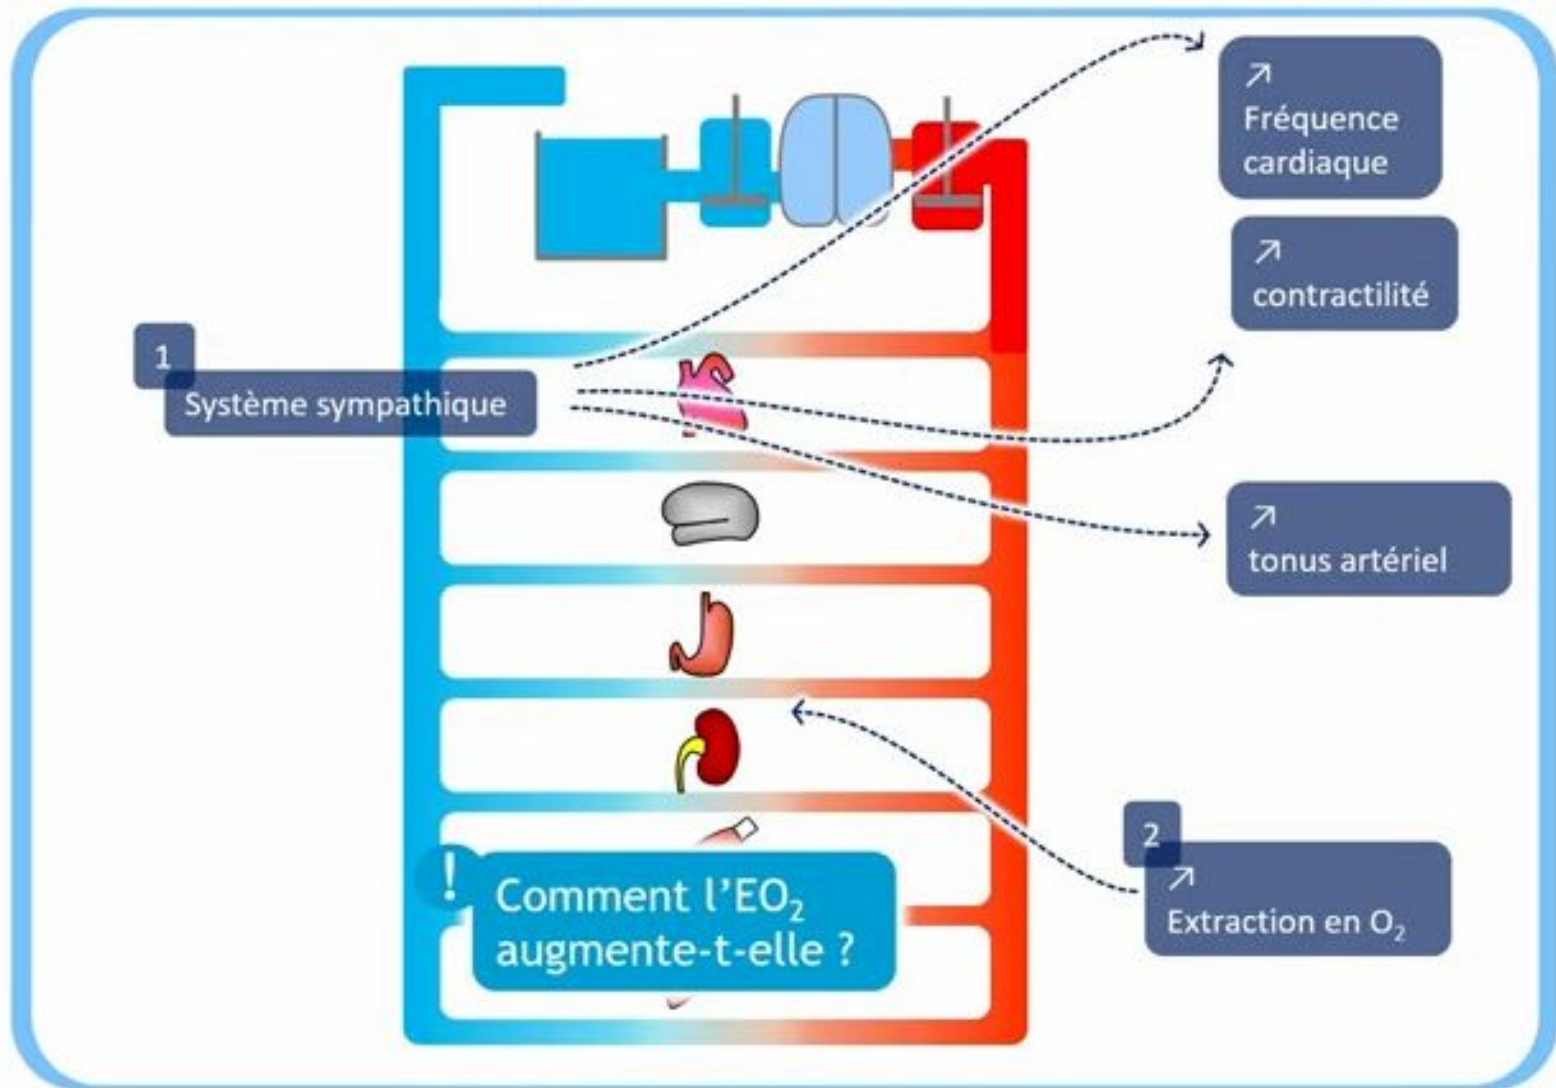 ↗
Fréquence
cardiaque
↗
contractilité
1
Système sympathique
↗
tonus artériel
2
↗
Extraction en O₂
!
Comment l'EO₂
augmente-t-elle ?